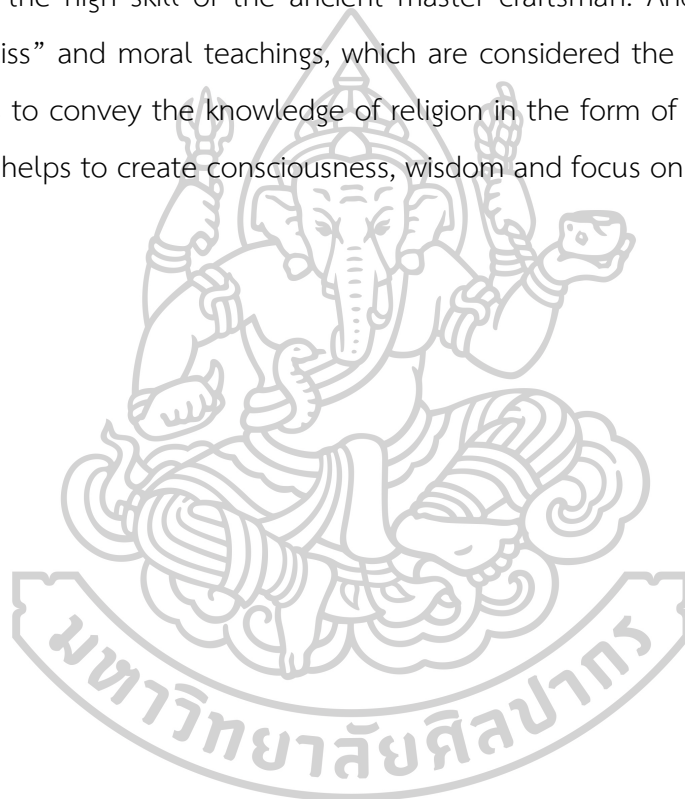 the high skill of the ancient master craftsman. And
iss” and moral teachings, which are considered the
to convey the knowledge of religion in the form of
helps to create consciousness, wisdom and focus on
มหาวิทยาลัยศิลปากร